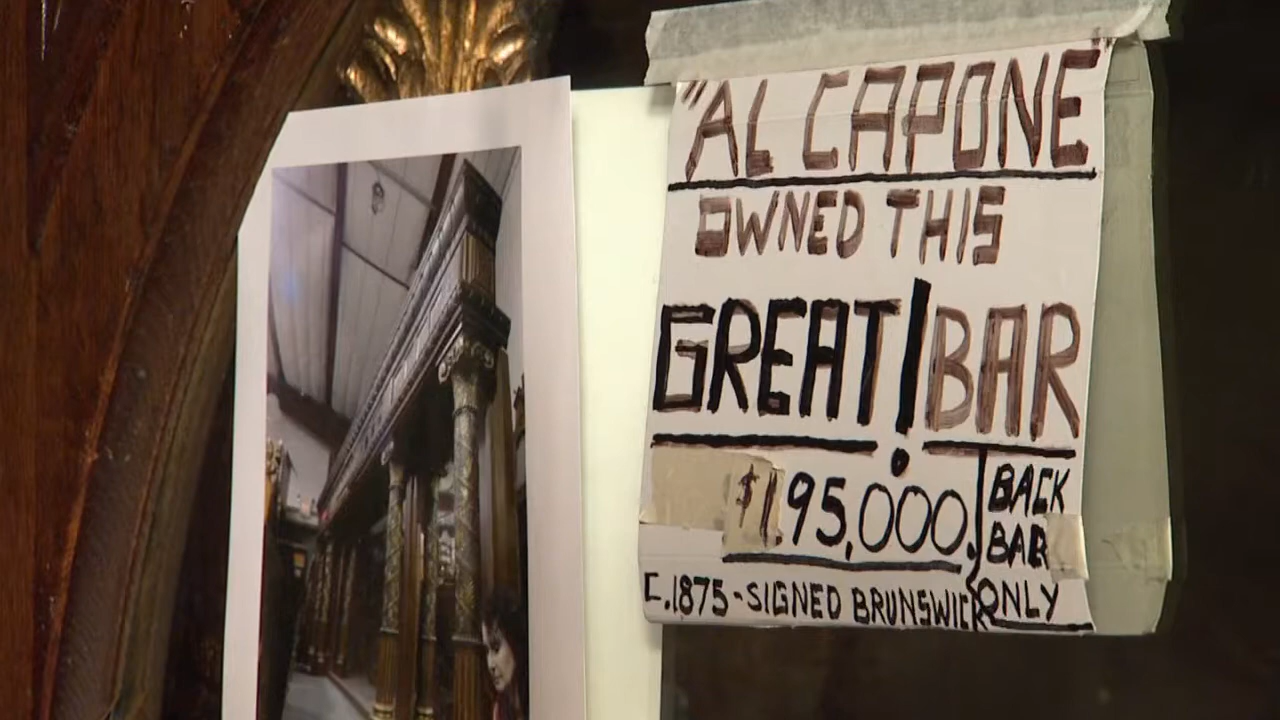 "AL CAPONE"
OWNED THIS
GREAT! BAR
$195,000.
BACK
BAR
ONLY
C.1875-SIGNED BRUNSWICK